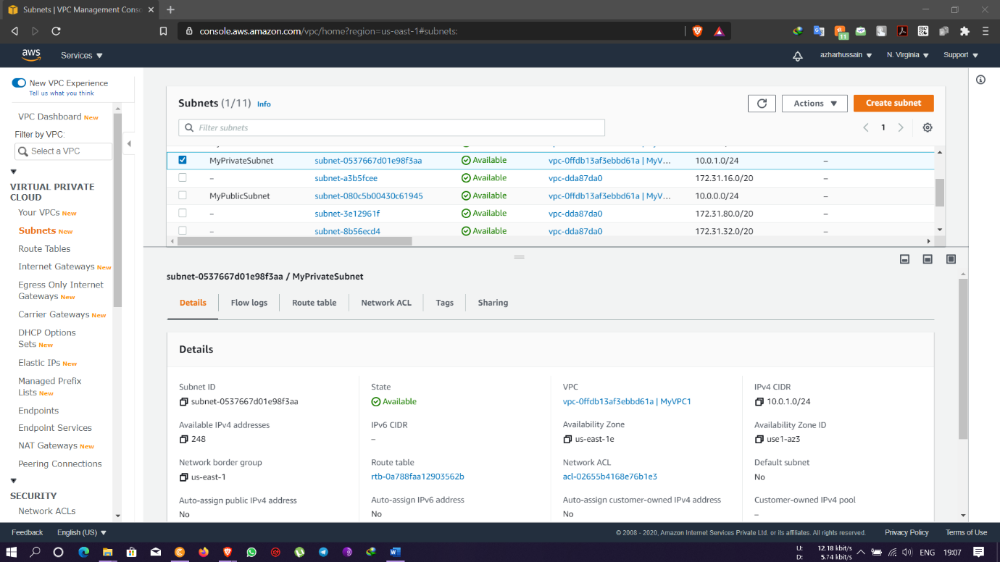 Subnets | VPC Management Conso
console.aws.amazon.com/vpc/home?region=us-east-1#subnets:
11
aws
Services
azharhussain
N. Virginia
Support
New VPC Experience
Tell us what you think
VPC Dashboard New
Filter by VPC:
Select a VPC
VIRTUAL PRIVATE
CLOUD
Your VPCs New
Subnets New
Route Tables
Internet Gateways New
Egress Only Internet
Gateways New
Carrier Gateways New
DHCP Options
Sets New
Elastic IPs New
Managed Prefix
Lists New
Endpoints
Endpoint Services
NAT Gateways New
Peering Connections
SECURITY
Network ACLs
Subnets (1/11) Info
Actions
Create subnet
Filter subnets
1
MyPrivateSubnet subnet-0537667d01e98f3aa Available vpc-0ffdb13af3ebbd61a | MyV... 10.0.1.0/24 –
– subnet-a3b5fcee Available vpc-dda87da0 172.31.16.0/20 –
MyPublicSubnet subnet-080c5b00430c61945 Available vpc-0ffdb13af3ebbd61a | MyV... 10.0.0.0/24 –
– subnet-3e12961f Available vpc-dda87da0 172.31.80.0/20 –
– subnet-8b56ecd4 Available vpc-dda87da0 172.31.32.0/20 –
subnet-0537667d01e98f3aa / MyPrivateSubnet
Details Flow logs Route table Network ACL Tags Sharing
Details
Subnet ID State VPC IPv4 CIDR
subnet-0537667d01e98f3aa Available vpc-0ffdb13af3ebbd61a | MyVPC1 10.0.1.0/24
Available IPv4 addresses IPv6 CIDR Availability Zone Availability Zone ID
248 – us-east-1e use1-az3
Network border group Route table Network ACL Default subnet
us-east-1 rtb-0a788faa12903562b acl-02655b4168e76b1e3 No
Auto-assign public IPv4 address Auto-assign IPv6 address Auto-assign customer-owned IPv4 address Customer-owned IPv4 pool
No No No –
Feedback English (US) © 2008 - 2020, Amazon Internet Services Private Ltd. or its affiliates. All rights reserved. Privacy Policy Terms of Use
U: 12.18 kbit/s
D: 5.74 kbit/s
ENG 19:07